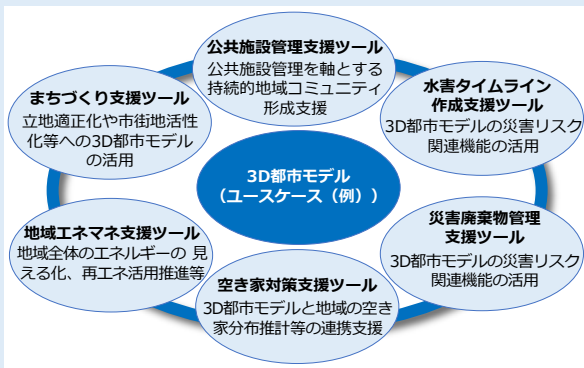 公共施設管理支援ツール
公共施設管理を軸とする
持続的地域コミュニティ
形成支援
水害タイムライン
作成支援ツール
3D都市モデルの災害リスク
関連機能の活用
まちづくり支援ツール
立地適正化や市街地活性
化等への3D都市モデル
の活用
3D都市モデル
（ユースケース（例））
地域エネマネ支援ツール
地域全体のエネルギーの 見
える化、再エネ活用推進等
災害廃棄物管理
支援ツール
3D都市モデルの災害リスク
関連機能の活用
空き家対策支援ツール
3D都市モデルと地域の空き
家分布推計等の連携支援